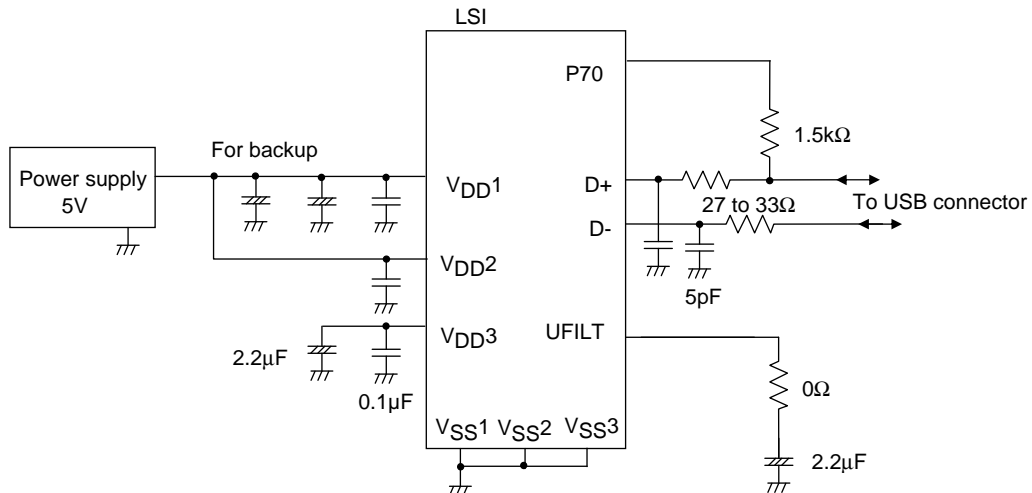 LSI
P70
1.5kΩ
For backup
Power supply
5V
VDD1
D+
27 to 33Ω
To USB connector
D-
VDD2
5pF
VDD3
UFILT
2.2μF
0.1μF
0Ω
VSS1
VSS2
VSS3
2.2μF